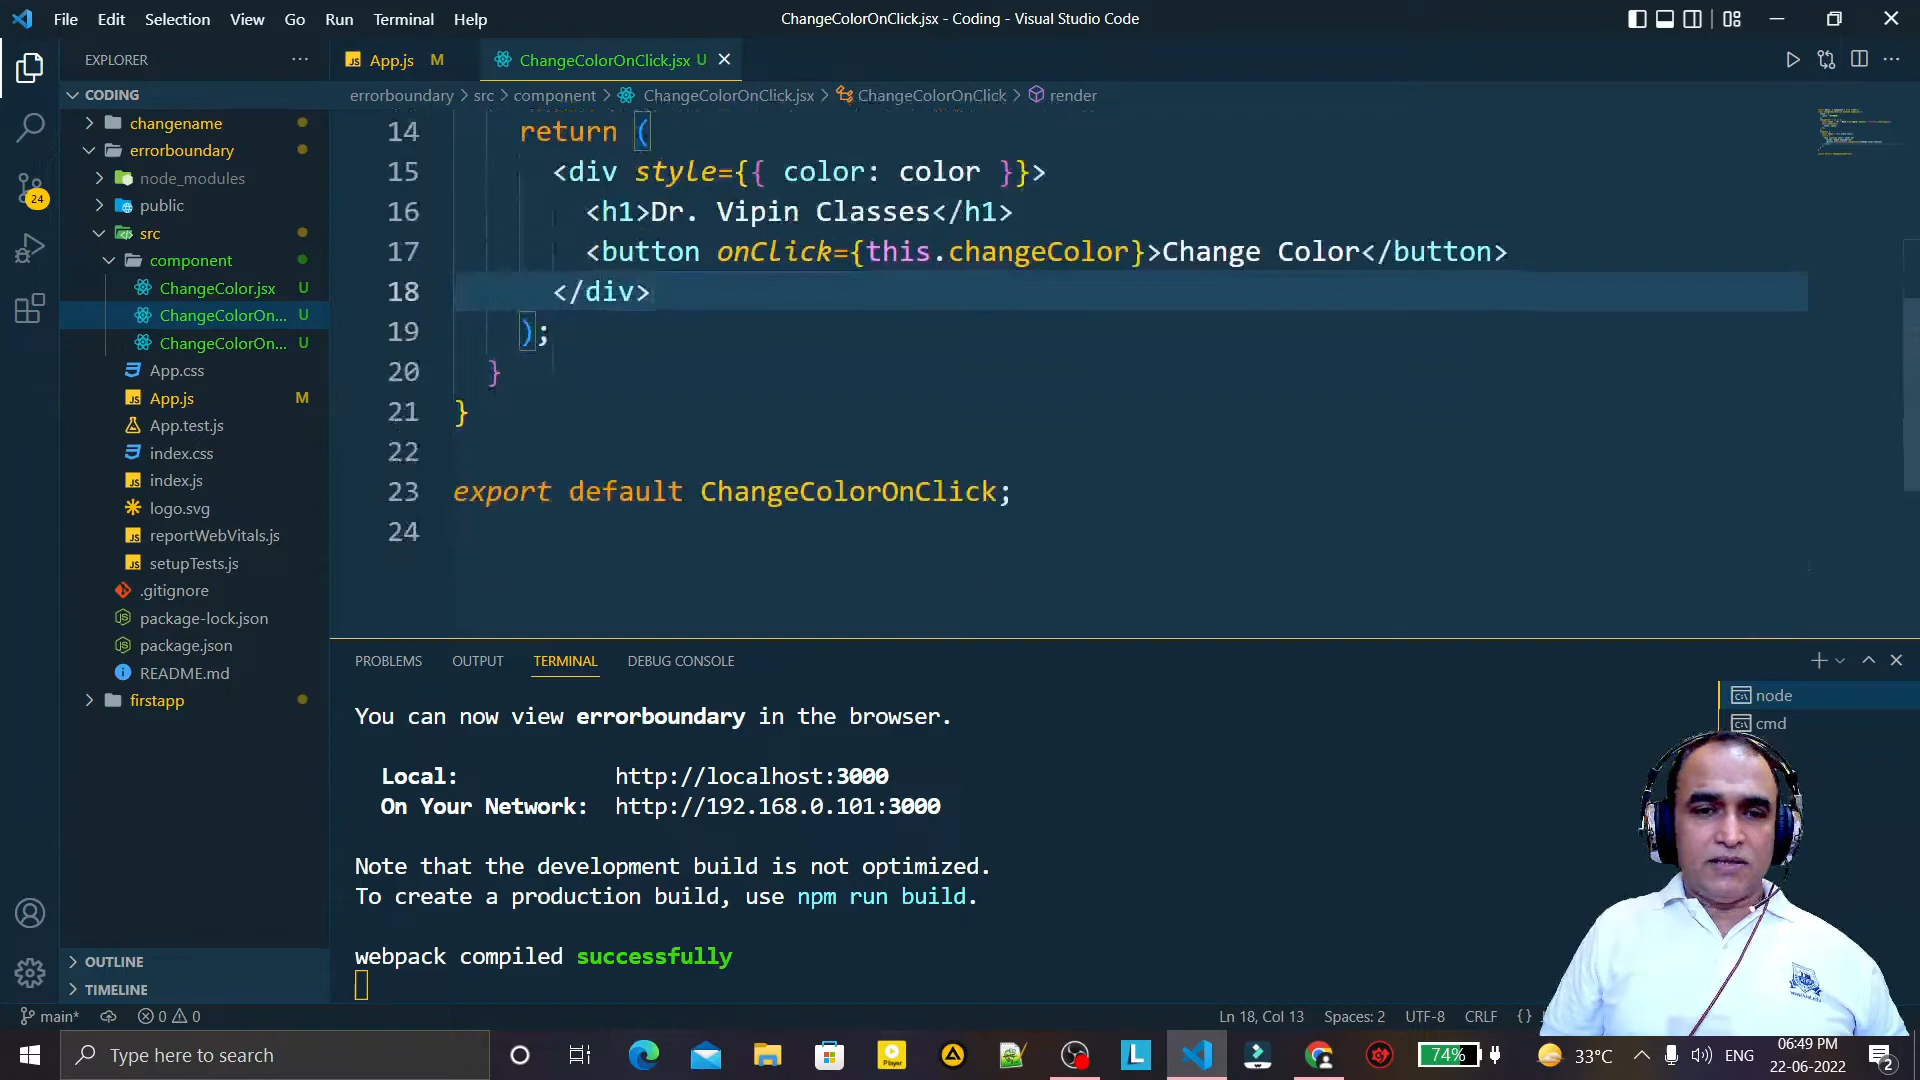 File Edit Selection View Go Run Terminal Help
ChangeColorOnClick.jsx - Coding - Visual Studio Code
EXPLORER
App.js M
ChangeColorOnClick.jsx U
CODING
errorboundary > src > component > ChangeColorOnClick.jsx > ChangeColorOnClick > render
changename
errorboundary
node_modules
public
src
component
ChangeColor.jsx U
ChangeColorOn... U
ChangeColorOn... U
App.css
App.js M
App.test.js
index.css
index.js
logo.svg
reportWebVitals.js
setupTests.js
.gitignore
package-lock.json
package.json
README.md
firstapp
OUTLINE
TIMELINE
24
14 return (
15 <div style={{ color: color }}>
16 <h1>Dr. Vipin Classes</h1>
17 <button onClick={this.changeColor}>Change Color</button>
18 </div>
19 );
20 }
21 }
22
23 export default ChangeColorOnClick;
24
PROBLEMS OUTPUT TERMINAL DEBUG CONSOLE
node
cmd
You can now view errorboundary in the browser.
Local: http://localhost:3000
On Your Network: http://192.168.0.101:3000
Note that the development build is not optimized.
To create a production build, use npm run build.
webpack compiled successfully
main* 0 0
Ln 18, Col 13 Spaces: 2 UTF-8 CRLF {}
Type here to search
74%
33°C
ENG
06:49 PM
22-06-2022
2